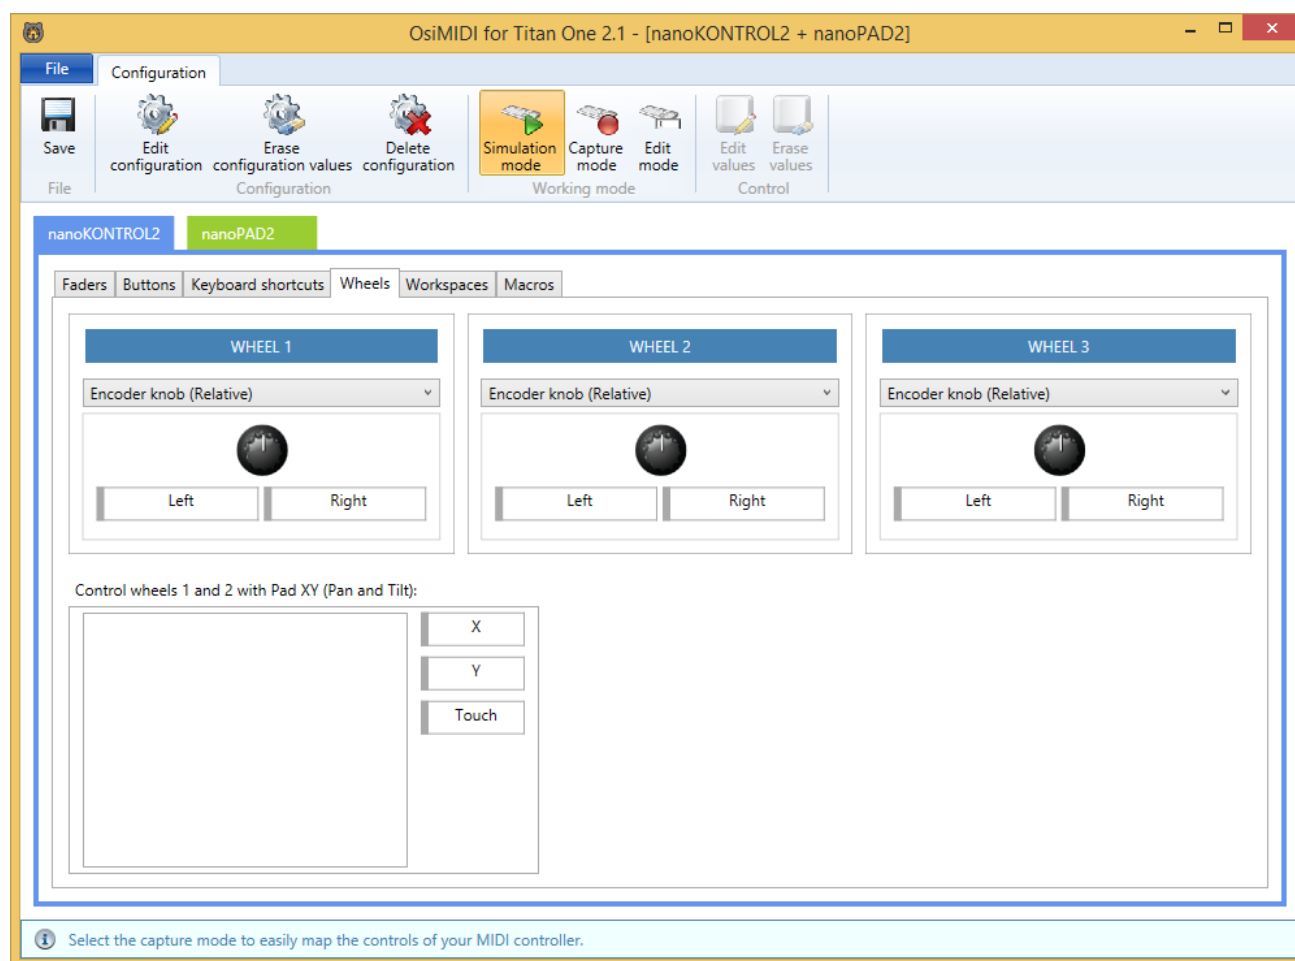 OsiMIDI for Titan One 2.1 - [nanoKONTROL2 + nanoPAD2]
File
Configuration
Save
Edit
configuration
Erase
configuration values
Delete
configuration
Simulation
mode
Capture
mode
Edit
mode
Edit
values
Erase
values
File
Configuration
Working mode
Control
nanoKONTROL2
nanoPAD2
Faders
Buttons
Keyboard shortcuts
Wheels
Workspaces
Macros
WHEEL 1
WHEEL 2
WHEEL 3
Encoder knob (Relative)
Encoder knob (Relative)
Encoder knob (Relative)
Left
Right
Left
Right
Left
Right
Control wheels 1 and 2 with Pad XY (Pan and Tilt):
X
Y
Touch
Select the capture mode to easily map the controls of your MIDI controller.